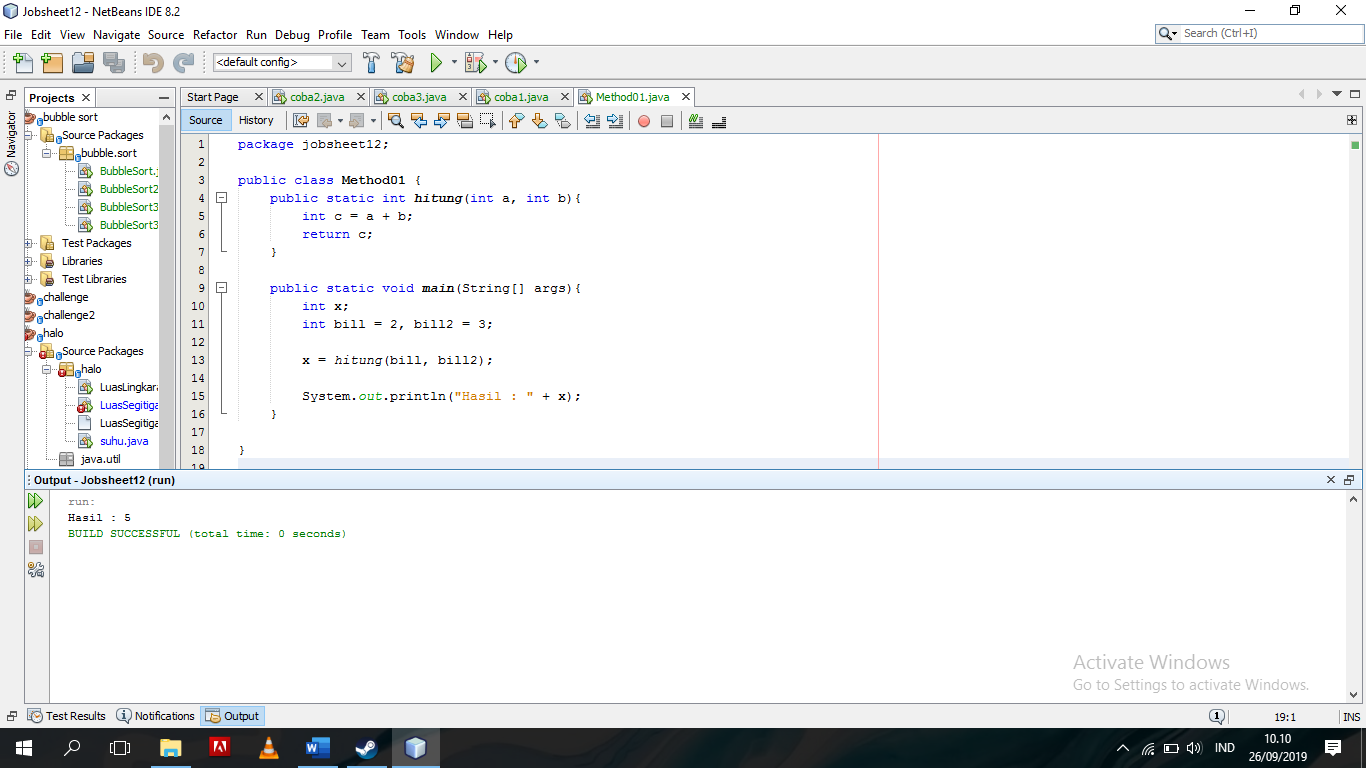 Jobsheet12 - NetBeans IDE 8.2
File Edit View Navigate Source Refactor Run Debug Profile Team Tools Window Help
Search (Ctrl+I)
<default config>
Projects
Navigator
bubble sort
Source Packages
bubble.sort
BubbleSort.j
BubbleSort2
BubbleSort3
BubbleSort3
Test Packages
Libraries
Test Libraries
challenge
challenge2
halo
Source Packages
halo
LuasLingkara
LuasSegitiga
LuasSegitiga
suhu.java
java.util
Start Page coba2.java coba3.java coba1.java Method01.java
Source History
1 package jobsheet12;
2
3 public class Method01 {
4 public static int hitung(int a, int b){
5 int c = a + b;
6 return c;
7 }
8
9 public static void main(String[] args){
10 int x;
11 int bill = 2, bill2 = 3;
12
13 x = hitung(bill, bill2);
14
15 System.out.println("Hasil : " + x);
16 }
17
18 }
19
Output - Jobsheet12 (run)
run:
Hasil : 5
BUILD SUCCESSFUL (total time: 0 seconds)
Activate Windows
Go to Settings to activate Windows.
Test Results Notifications Output
1
19:1 INS
IND
10.10
26/09/2019